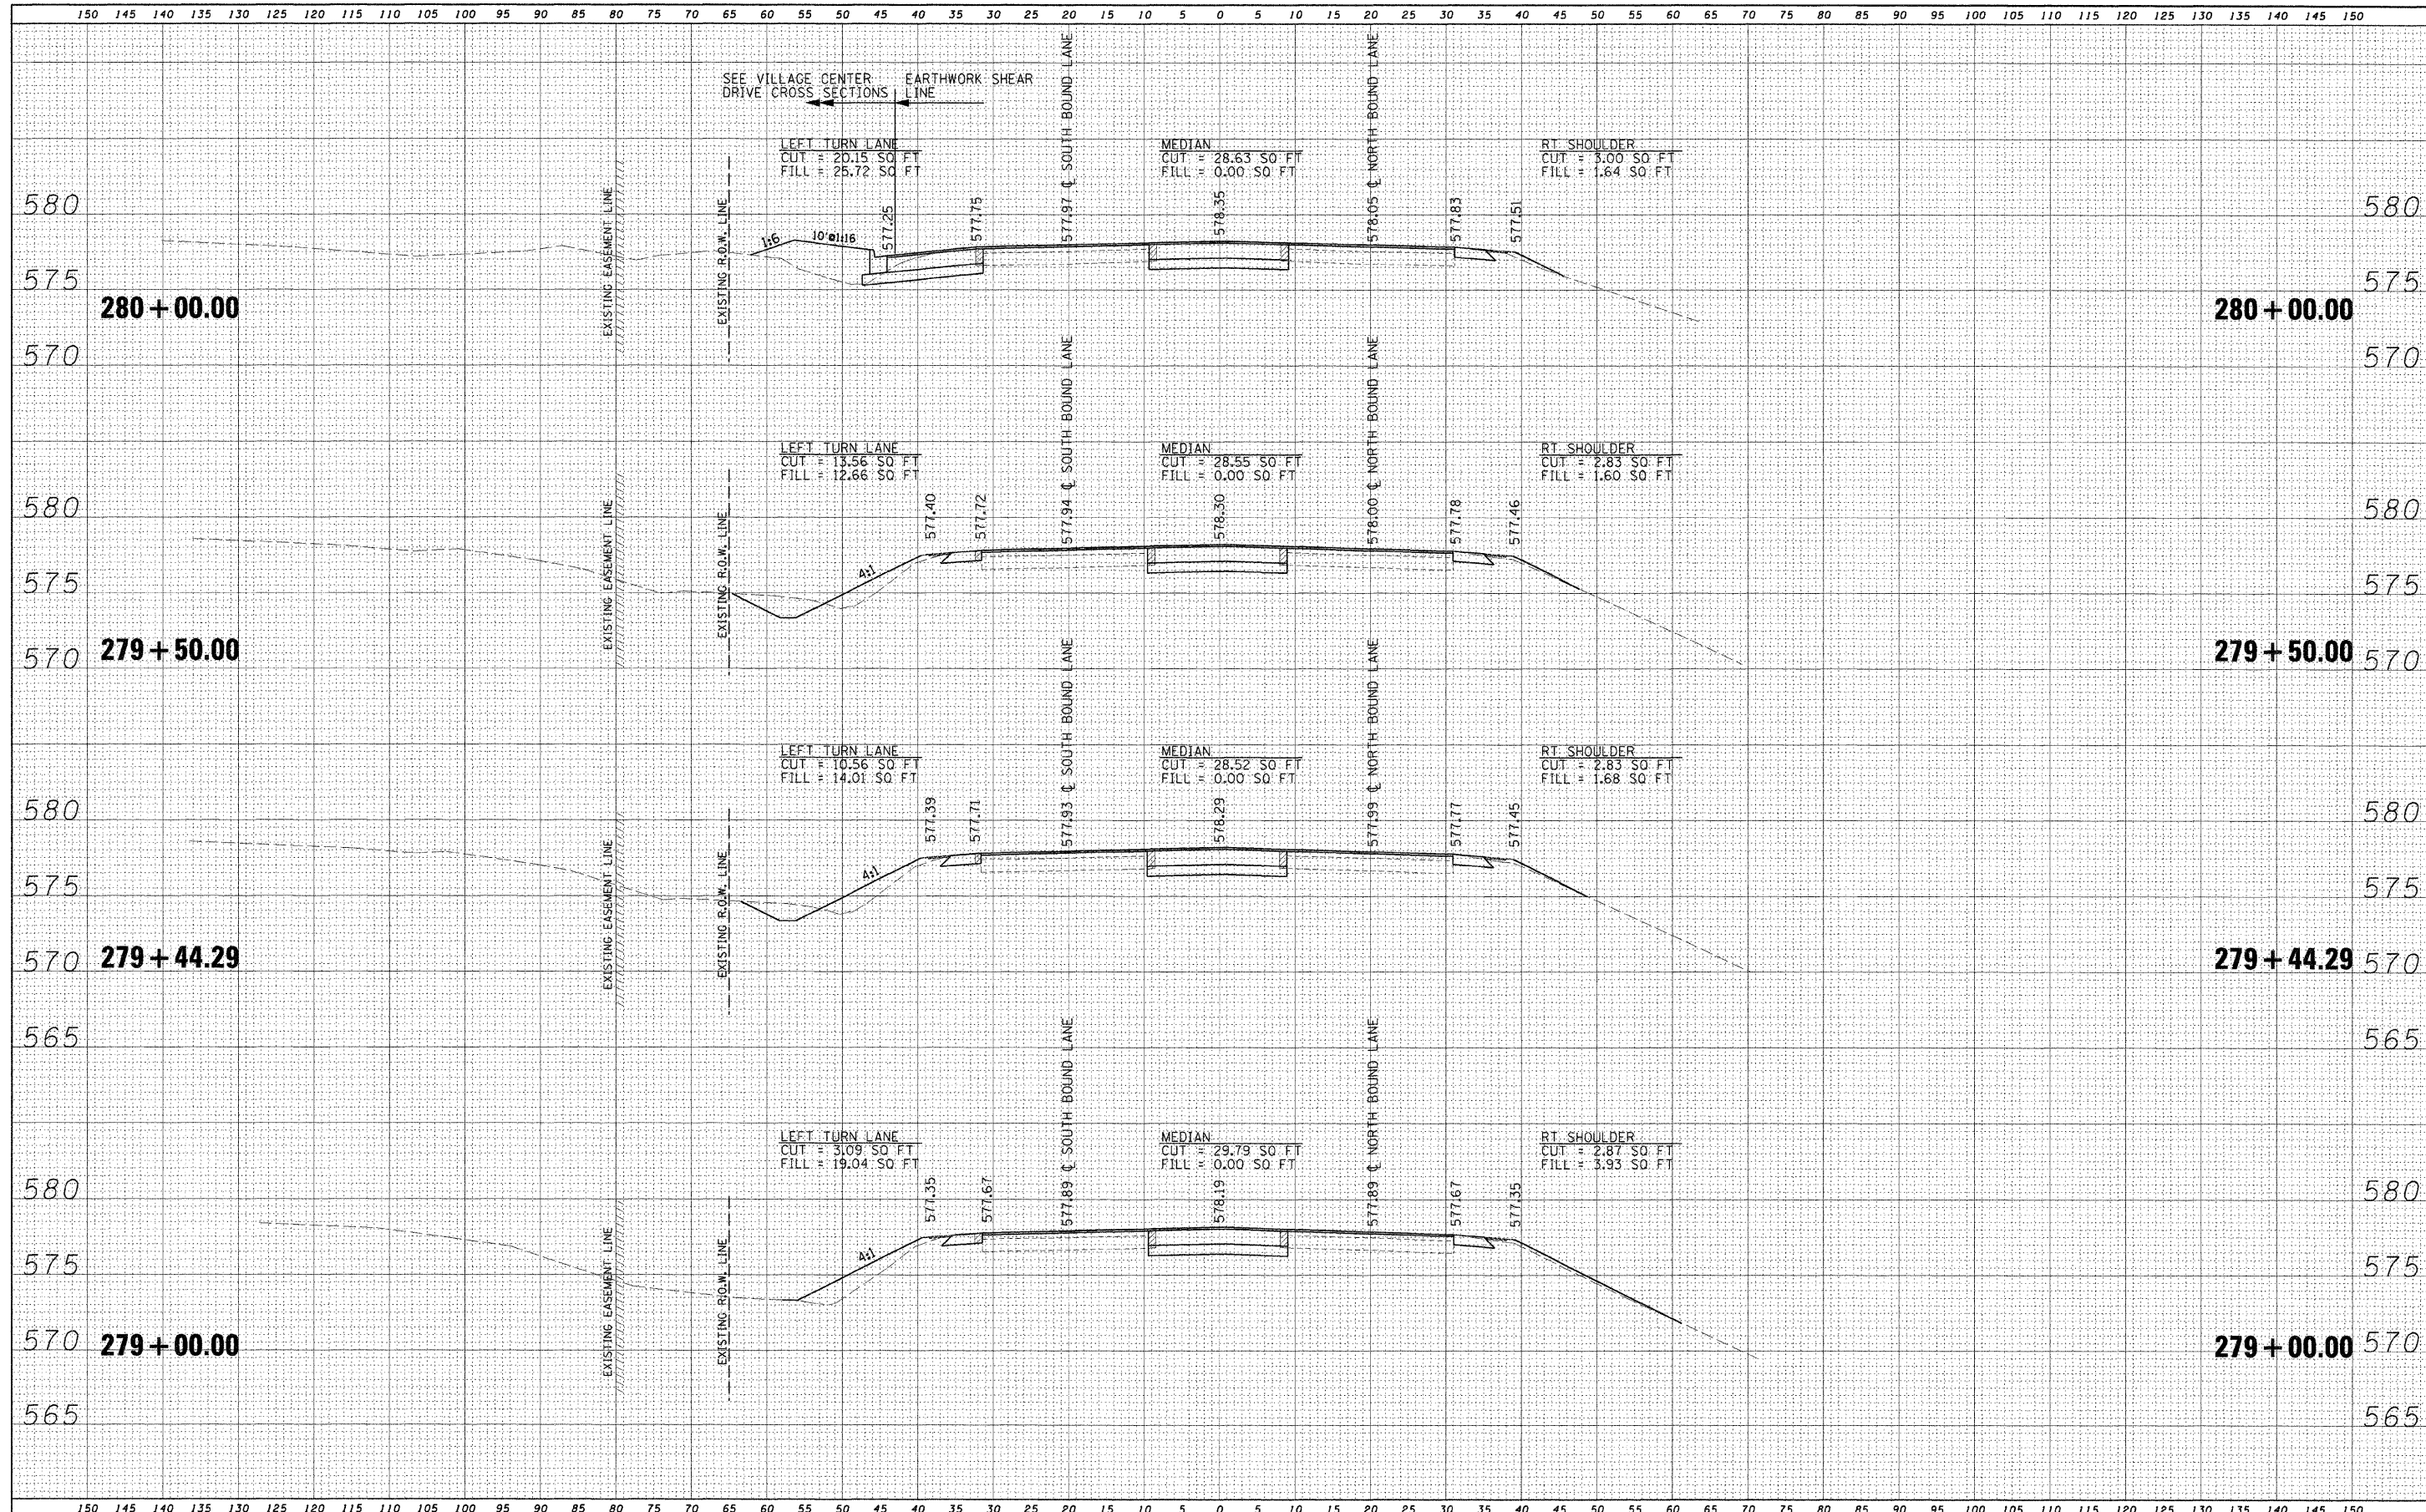 150 145 140 135 130 125 120 115 110 105 100 95 90 85 80 75 70 65 60 55 50 45 40 35 30 25 20 15 10 5 0 5 10 15 20 25 30 35 40 45 50 55 60 65 70 75 80 85 90 95 100 105 110 115 120 125 130 135 140 145 150
SEE VILLAGE CENTER
DRIVE CROSS SECTIONS
EARTHWORK SHEAR
LINE
LEFT TURN LANE
CUT = 20.15 SQ FT
FILL = 25.72 SQ FT
MEDIAN
CUT = 28.63 SQ FT
FILL = 0.00 SQ FT
RT SHOULDER
CUT = 3.00 SQ FT
FILL = 1.64 SQ FT
580
575
570
280+00.00
EXISTING EASEMENT LINE
EXISTING R.O.W. LINE
1:6
10'@1:16
577.25
577.75
577.97 ℄ SOUTH BOUND LANE
578.35
578.05 ℄ NORTH BOUND LANE
577.83
577.51
580
575
570
280+00.00
LEFT TURN LANE
CUT = 13.56 SQ FT
FILL = 12.66 SQ FT
MEDIAN
CUT = 28.55 SQ FT
FILL = 0.00 SQ FT
RT SHOULDER
CUT = 2.83 SQ FT
FILL = 1.60 SQ FT
580
575
570
279+50.00
EXISTING EASEMENT LINE
EXISTING R.O.W. LINE
4:1
577.40
577.72
577.94 ℄ SOUTH BOUND LANE
578.30
578.00 ℄ NORTH BOUND LANE
577.78
577.46
580
575
570
279+50.00
LEFT TURN LANE
CUT = 10.56 SQ FT
FILL = 14.01 SQ FT
MEDIAN
CUT = 28.52 SQ FT
FILL = 0.00 SQ FT
RT SHOULDER
CUT = 2.83 SQ FT
FILL = 1.68 SQ FT
580
575
570
565
279+44.29
EXISTING EASEMENT LINE
EXISTING R.O.W. LINE
4:1
577.39
577.71
577.93 ℄ SOUTH BOUND LANE
578.29
577.99 ℄ NORTH BOUND LANE
577.77
577.45
580
575
570
565
279+44.29
LEFT TURN LANE
CUT = 3.09 SQ FT
FILL = 19.04 SQ FT
MEDIAN
CUT = 29.79 SQ FT
FILL = 0.00 SQ FT
RT SHOULDER
CUT = 2.87 SQ FT
FILL = 3.93 SQ FT
580
575
570
565
279+00.00
EXISTING EASEMENT LINE
EXISTING R.O.W. LINE
4:1
577.35
577.67
577.89 ℄ SOUTH BOUND LANE
578.19
577.89 ℄ NORTH BOUND LANE
577.67
577.35
580
575
570
565
279+00.00
150 145 140 135 130 125 120 115 110 105 100 95 90 85 80 75 70 65 60 55 50 45 40 35 30 25 20 15 10 5 0 5 10 15 20 25 30 35 40 45 50 55 60 65 70 75 80 85 90 95 100 105 110 115 120 125 130 135 140 145 150